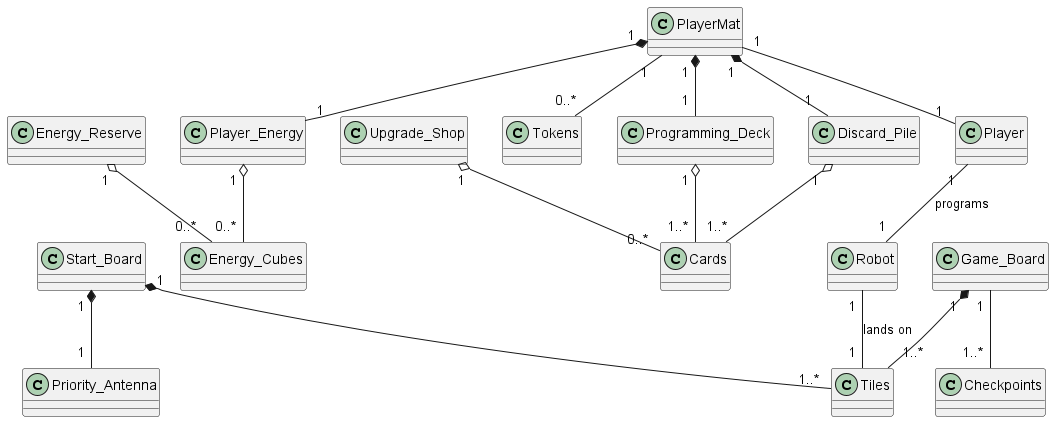 C PlayerMat
1
1
1
1
1
0..*
1
1
1
1
C Energy_Reserve
C Player_Energy
C Upgrade_Shop
C Tokens
C Programming_Deck
C Discard_Pile
C Player
1
1
1
1
1
1
programs
0..*
0..*
0..*
1..*
1..*
1
C Start_Board
C Energy_Cubes
C Cards
C Robot
C Game_Board
1
1
1
1
1
lands on
1
1..*
1
1..*
1..*
C Priority_Antenna
C Tiles
C Checkpoints